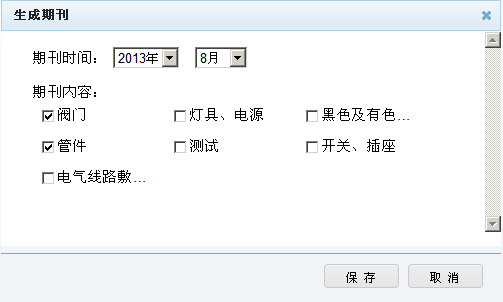 生成期刊
期刊时间： 2013年 8月
期刊内容：
阀门 灯具、电源 黑色及有色...
管件 测试 开关、插座
电气线路敷...
保 存 取 消